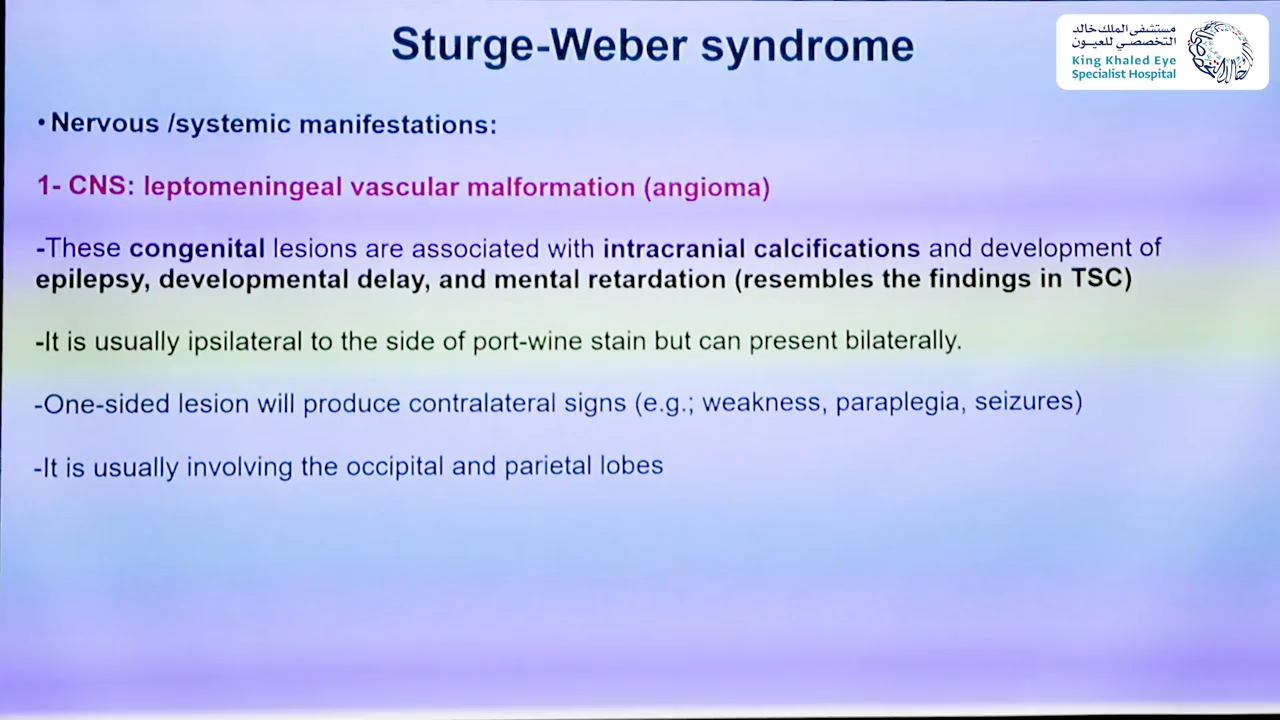 Sturge-Weber syndrome
مستشفى الملك خالد
التخصصي للعيون
King Khaled Eye
Specialist Hospital
• Nervous /systemic manifestations:
1- CNS: leptomeningeal vascular malformation (angioma)
-These congenital lesions are associated with intracranial calcifications and development of
epilepsy, developmental delay, and mental retardation (resembles the findings in TSC)
-It is usually ipsilateral to the side of port-wine stain but can present bilaterally.
-One-sided lesion will produce contralateral signs (e.g.; weakness, paraplegia, seizures)
-It is usually involving the occipital and parietal lobes